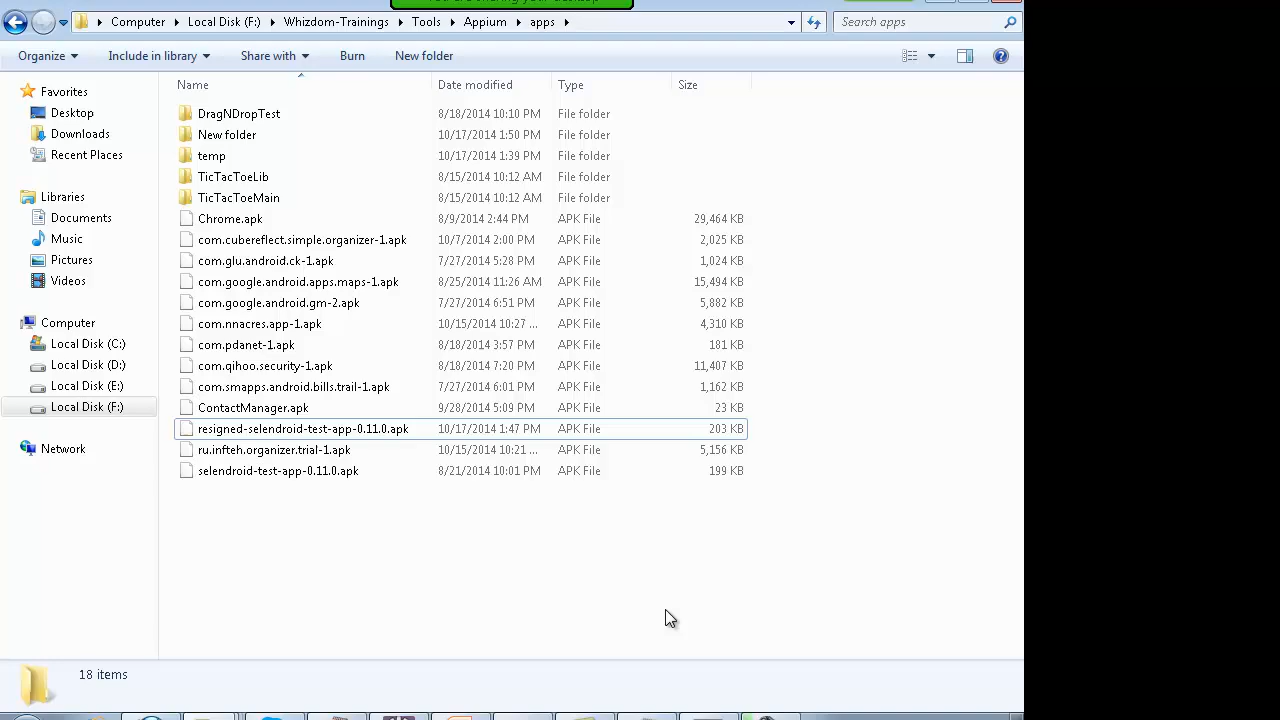 Computer Local Disk (F:) Whizdom-Trainings Tools Appium apps Search apps
Organize Include in library Share with Burn New folder
Name Date modified Type Size
Favorites
Desktop
Downloads
Recent Places
Libraries
Documents
Music
Pictures
Videos
Computer
Local Disk (C:)
Local Disk (D:)
Local Disk (E:)
Local Disk (F:)
Network
DragNDropTest 8/18/2014 10:10 PM File folder
New folder 10/17/2014 1:50 PM File folder
temp 10/17/2014 1:39 PM File folder
TicTacToeLib 8/15/2014 10:12 AM File folder
TicTacToeMain 8/15/2014 10:12 AM File folder
Chrome.apk 8/9/2014 2:44 PM APK File 29,464 KB
com.cubereflect.simple.organizer-1.apk 10/7/2014 2:00 PM APK File 2,025 KB
com.glu.android.ck-1.apk 7/27/2014 5:28 PM APK File 1,024 KB
com.google.android.apps.maps-1.apk 8/25/2014 11:26 AM APK File 15,494 KB
com.google.android.gm-2.apk 7/27/2014 6:51 PM APK File 5,882 KB
com.nnacres.app-1.apk 10/15/2014 10:27 ... APK File 4,310 KB
com.pdanet-1.apk 8/18/2014 3:57 PM APK File 181 KB
com.qihoo.security-1.apk 8/18/2014 7:20 PM APK File 11,407 KB
com.smapps.android.bills.trail-1.apk 7/27/2014 6:01 PM APK File 1,162 KB
ContactManager.apk 9/28/2014 5:09 PM APK File 23 KB
resigned-selendroid-test-app-0.11.0.apk 10/17/2014 1:47 PM APK File 203 KB
ru.infteh.organizer.trial-1.apk 10/15/2014 10:21 ... APK File 5,156 KB
selendroid-test-app-0.11.0.apk 8/21/2014 10:01 PM APK File 199 KB
18 items